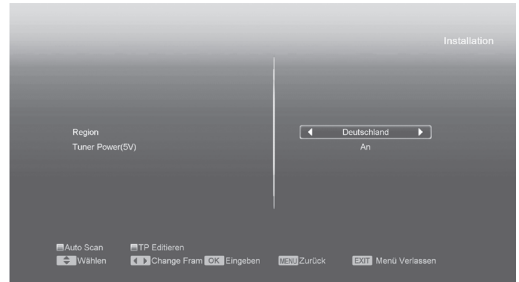 Installation
Region
Deutschland
Tuner Power(5V)
An
Auto Scan TP Editieren
Wählen Change Fram OK Eingeben MENU Zurück EXIT Menü Verlassen